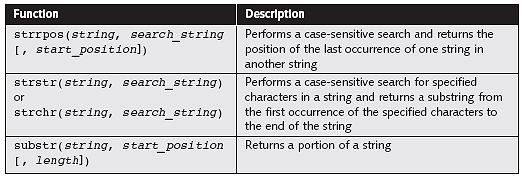 Function Description
strrpos(string, search_string Performs a case-sensitive search and returns the
[, start_position]) position of the last occurrence of one string in
another string
strstr(string, search_string) Performs a case-sensitive search for specified
or characters in a string and returns a substring from
strchr(string, search_string) the first occurrence of the specified characters to
the end of the string
substr(string, start_position Returns a portion of a string
[, length])